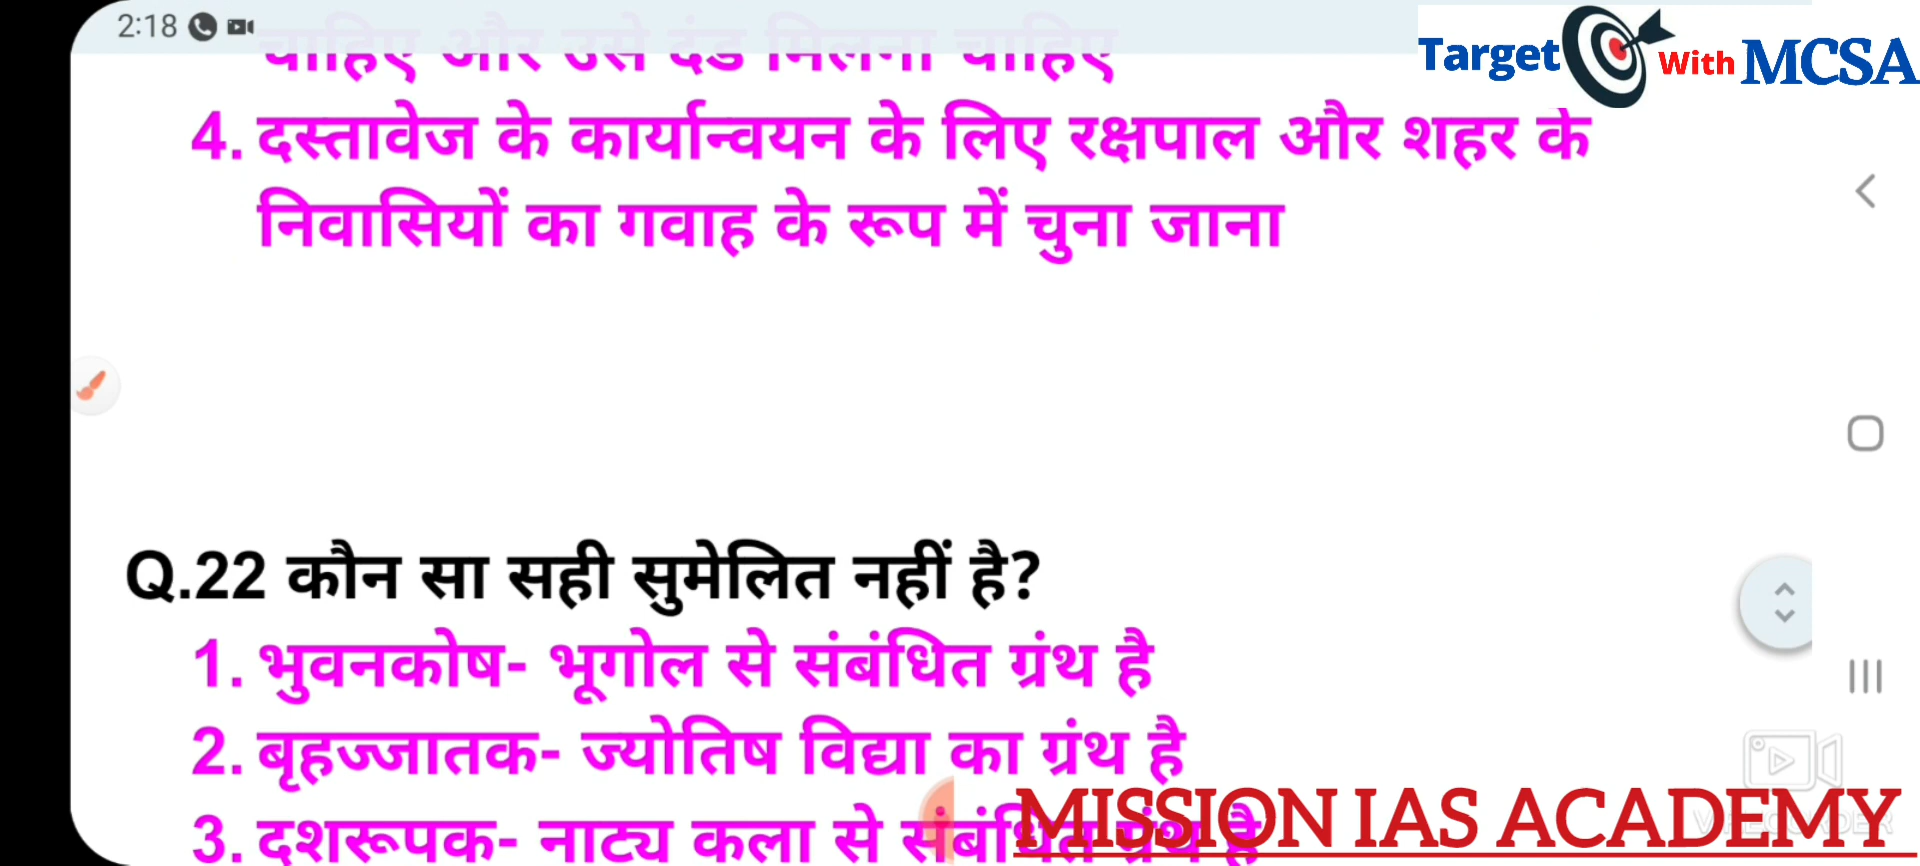 2:18
Target With MCSA
चाहिए और उसे दंड मिलना चाहिए
4. दस्तावेज के कार्यान्वयन के लिए रक्षपाल और शहर के
निवासियों का गवाह के रूप में चुना जाना
Q.22 कौन सा सही सुमेलित नहीं है?
1. भुवनकोष- भूगोल से संबंधित ग्रंथ है
2. बृहज्जातक- ज्योतिष विद्या का ग्रंथ है
3. दशरूपक- नाट्य कला से संबंधित ग्रंथ है
MISSION IAS ACADEMY